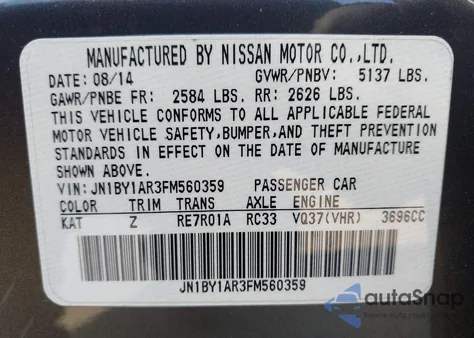 MANUFACTURED BY NISSAN MOTOR CO.,LTD.
DATE: 08/14 GVWR/PNBV: 5137 LBS.
GAWR/PNBE FR: 2584 LBS. RR: 2626 LBS.
THIS VEHICLE CONFORMS TO ALL APPLICABLE FEDERAL
MOTOR VEHICLE SAFETY,BUMPER,AND THEFT PREVENTION
STANDARDS IN EFFECT ON THE DATE OF MANUFACTURE
SHOWN ABOVE.
VIN: JN1BY1AR3FM560359 PASSENGER CAR
COLOR TRIM TRANS AXLE ENGINE
KAT Z RE7R01A RC33 VQ37(VHR) 3696CC
JN1BY1AR3FM560359
autoSnap